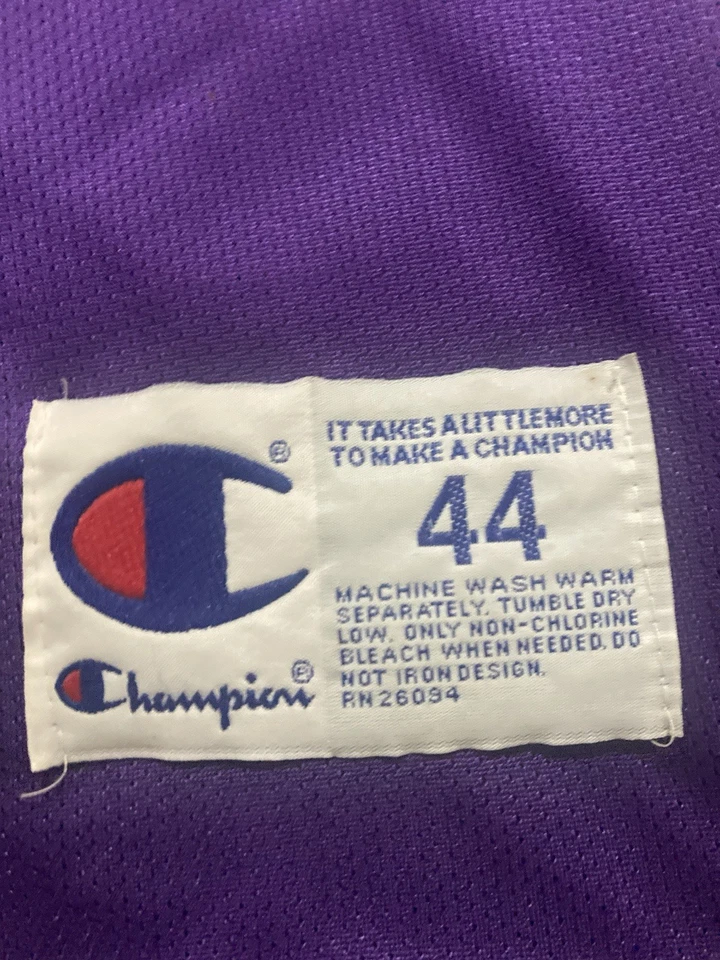 ®
Champion®
IT TAKES A LITTLE MORE
TO MAKE A CHAMPION
44
MACHINE WASH WARM
SEPARATELY. TUMBLE DRY
LOW. ONLY NON-CHLORINE
BLEACH WHEN NEEDED. DO
NOT IRON DESIGN.
RN 26094